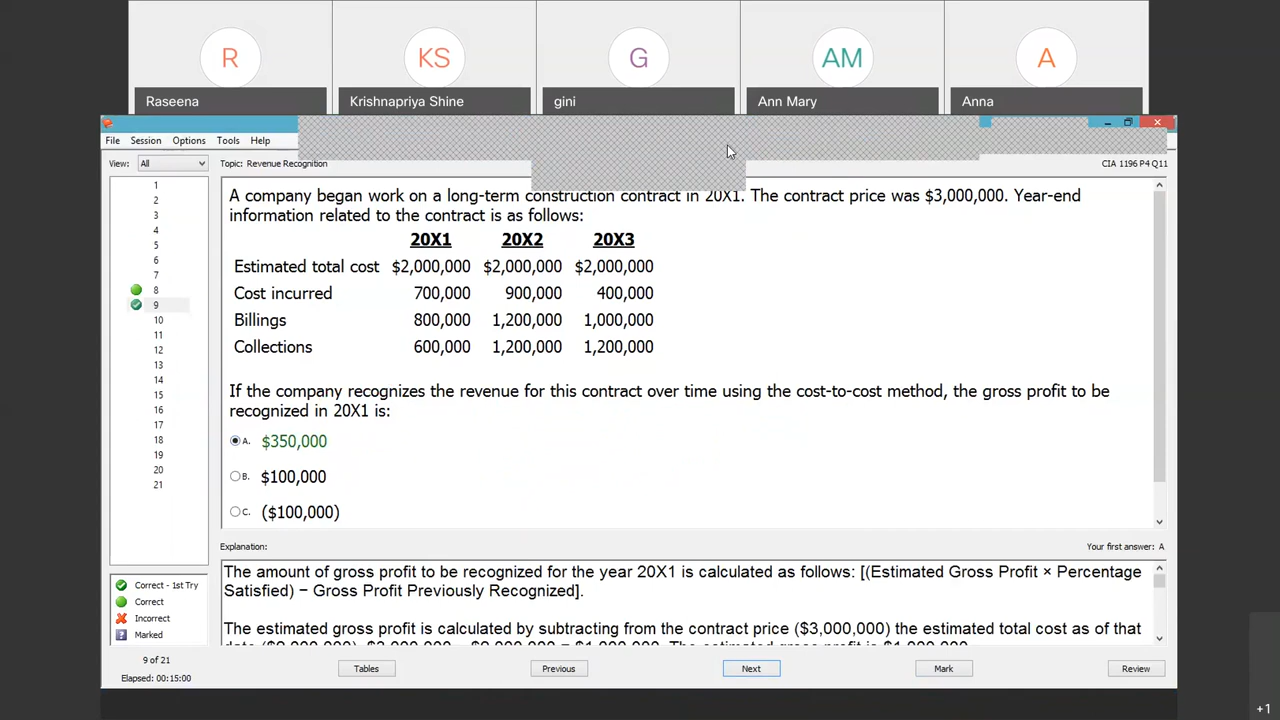 R
KS
G
AM
A
Raseena
Krishnapriya Shine
gini
Ann Mary
Anna
File Session Options Tools Help
View: All
Topic: Revenue Recognition
CIA 1196 P4 Q11
1
2
3
4
5
6
7
8
9
10
11
12
13
14
15
16
17
18
19
20
21
A company began work on a long-term construction contract in 20X1. The contract price was $3,000,000. Year-end
information related to the contract is as follows:
20X1 20X2 20X3
Estimated total cost $2,000,000 $2,000,000 $2,000,000
Cost incurred 700,000 900,000 400,000
Billings 800,000 1,200,000 1,000,000
Collections 600,000 1,200,000 1,200,000
If the company recognizes the revenue for this contract over time using the cost-to-cost method, the gross profit to be
recognized in 20X1 is:
A. $350,000
B. $100,000
C. ($100,000)
Explanation:
Your first answer: A
The amount of gross profit to be recognized for the year 20X1 is calculated as follows: [(Estimated Gross Profit × Percentage
Satisfied) − Gross Profit Previously Recognized].
The estimated gross profit is calculated by subtracting from the contract price ($3,000,000) the estimated total cost as of that
Correct - 1st Try
Correct
Incorrect
Marked
9 of 21
Elapsed: 00:15:00
Tables
Previous
Next
Mark
Review
+1